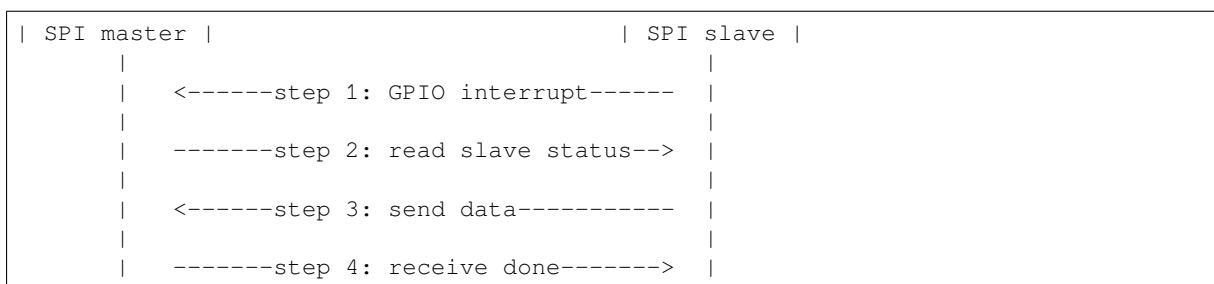 | SPI master |                                 | SPI slave |
      |                                               |
      |   <------step 1: GPIO interrupt------   |
      |                                               |
      |   -------step 2: read slave status-->   |
      |                                               |
      |   <------step 3: send data-----------   |
      |                                               |
      |   -------step 4: receive done------->   |